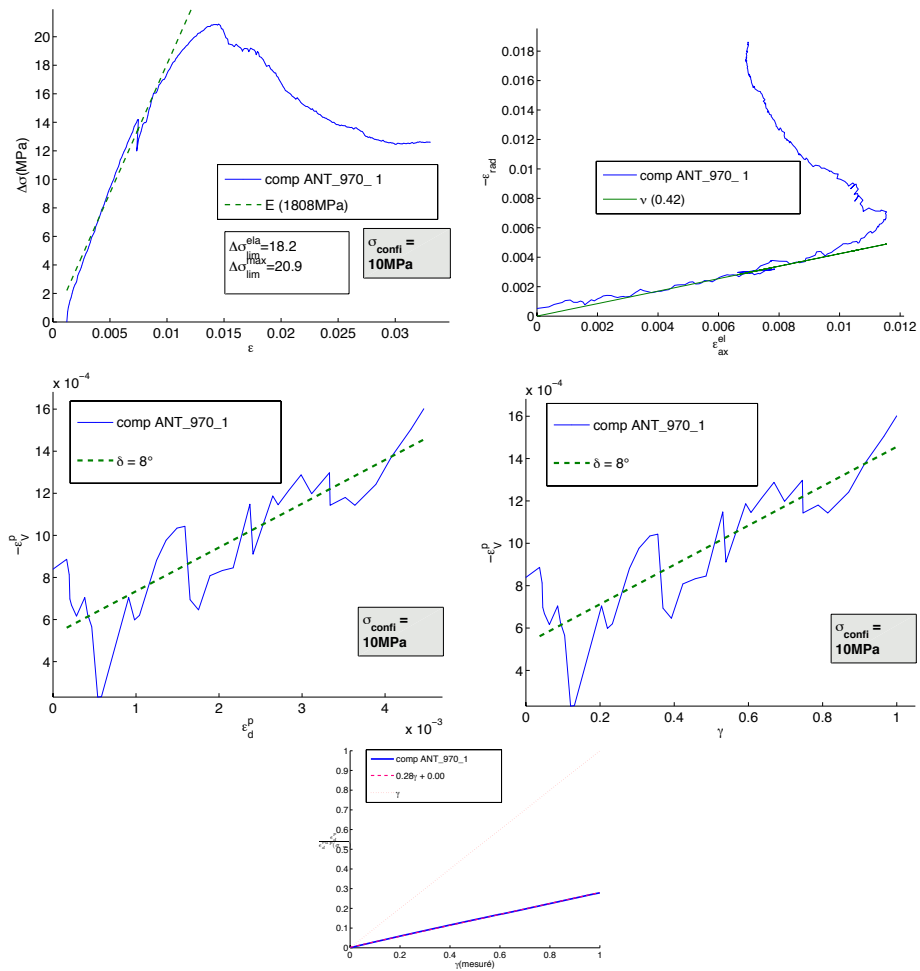 20
18
16
14
12
10
8
6
4
2
0
Δσ(MPa)
comp ANT_970_ 1
E (1808MPa)
Δσ^ela_lim=18.2
Δσ^max_lim=20.9
σ_confi =
10MPa
0 0.005 0.01 0.015 0.02 0.025 0.03
ε
0.018
0.016
0.014
0.012
0.01
0.008
0.006
0.004
0.002
0
-ε_rad
comp ANT_970_ 1
ν (0.42)
0 0.002 0.004 0.006 0.008 0.01 0.012
ε^el_ax
x 10^-4
16
14
12
10
8
6
4
-ε^p_V
comp ANT_970_1
δ = 8°
σ_confi =
10MPa
0 1 2 3 4
ε^p_d
x 10^-3
x 10^-4
16
14
12
10
8
6
4
-ε^p_V
comp ANT_970_1
δ = 8°
σ_confi =
10MPa
0 0.2 0.4 0.6 0.8 1
γ
1
0.9
0.8
0.7
0.6
0.5
0.4
0.3
0.2
0.1
0
comp ANT_970_1
0.28γ + 0.00
γ
0 0.2 0.4 0.6 0.8 1
γ(mesuré)